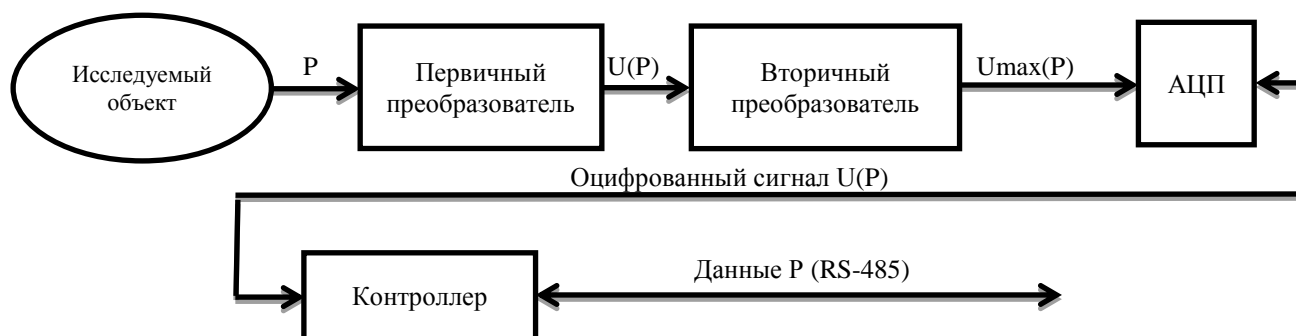 Исследуемый
объект
P
Первичный
преобразователь
U(P)
Вторичный
преобразователь
Umax(P)
АЦП
Оцифрованный сигнал U(P)
Контроллер
Данные P (RS-485)